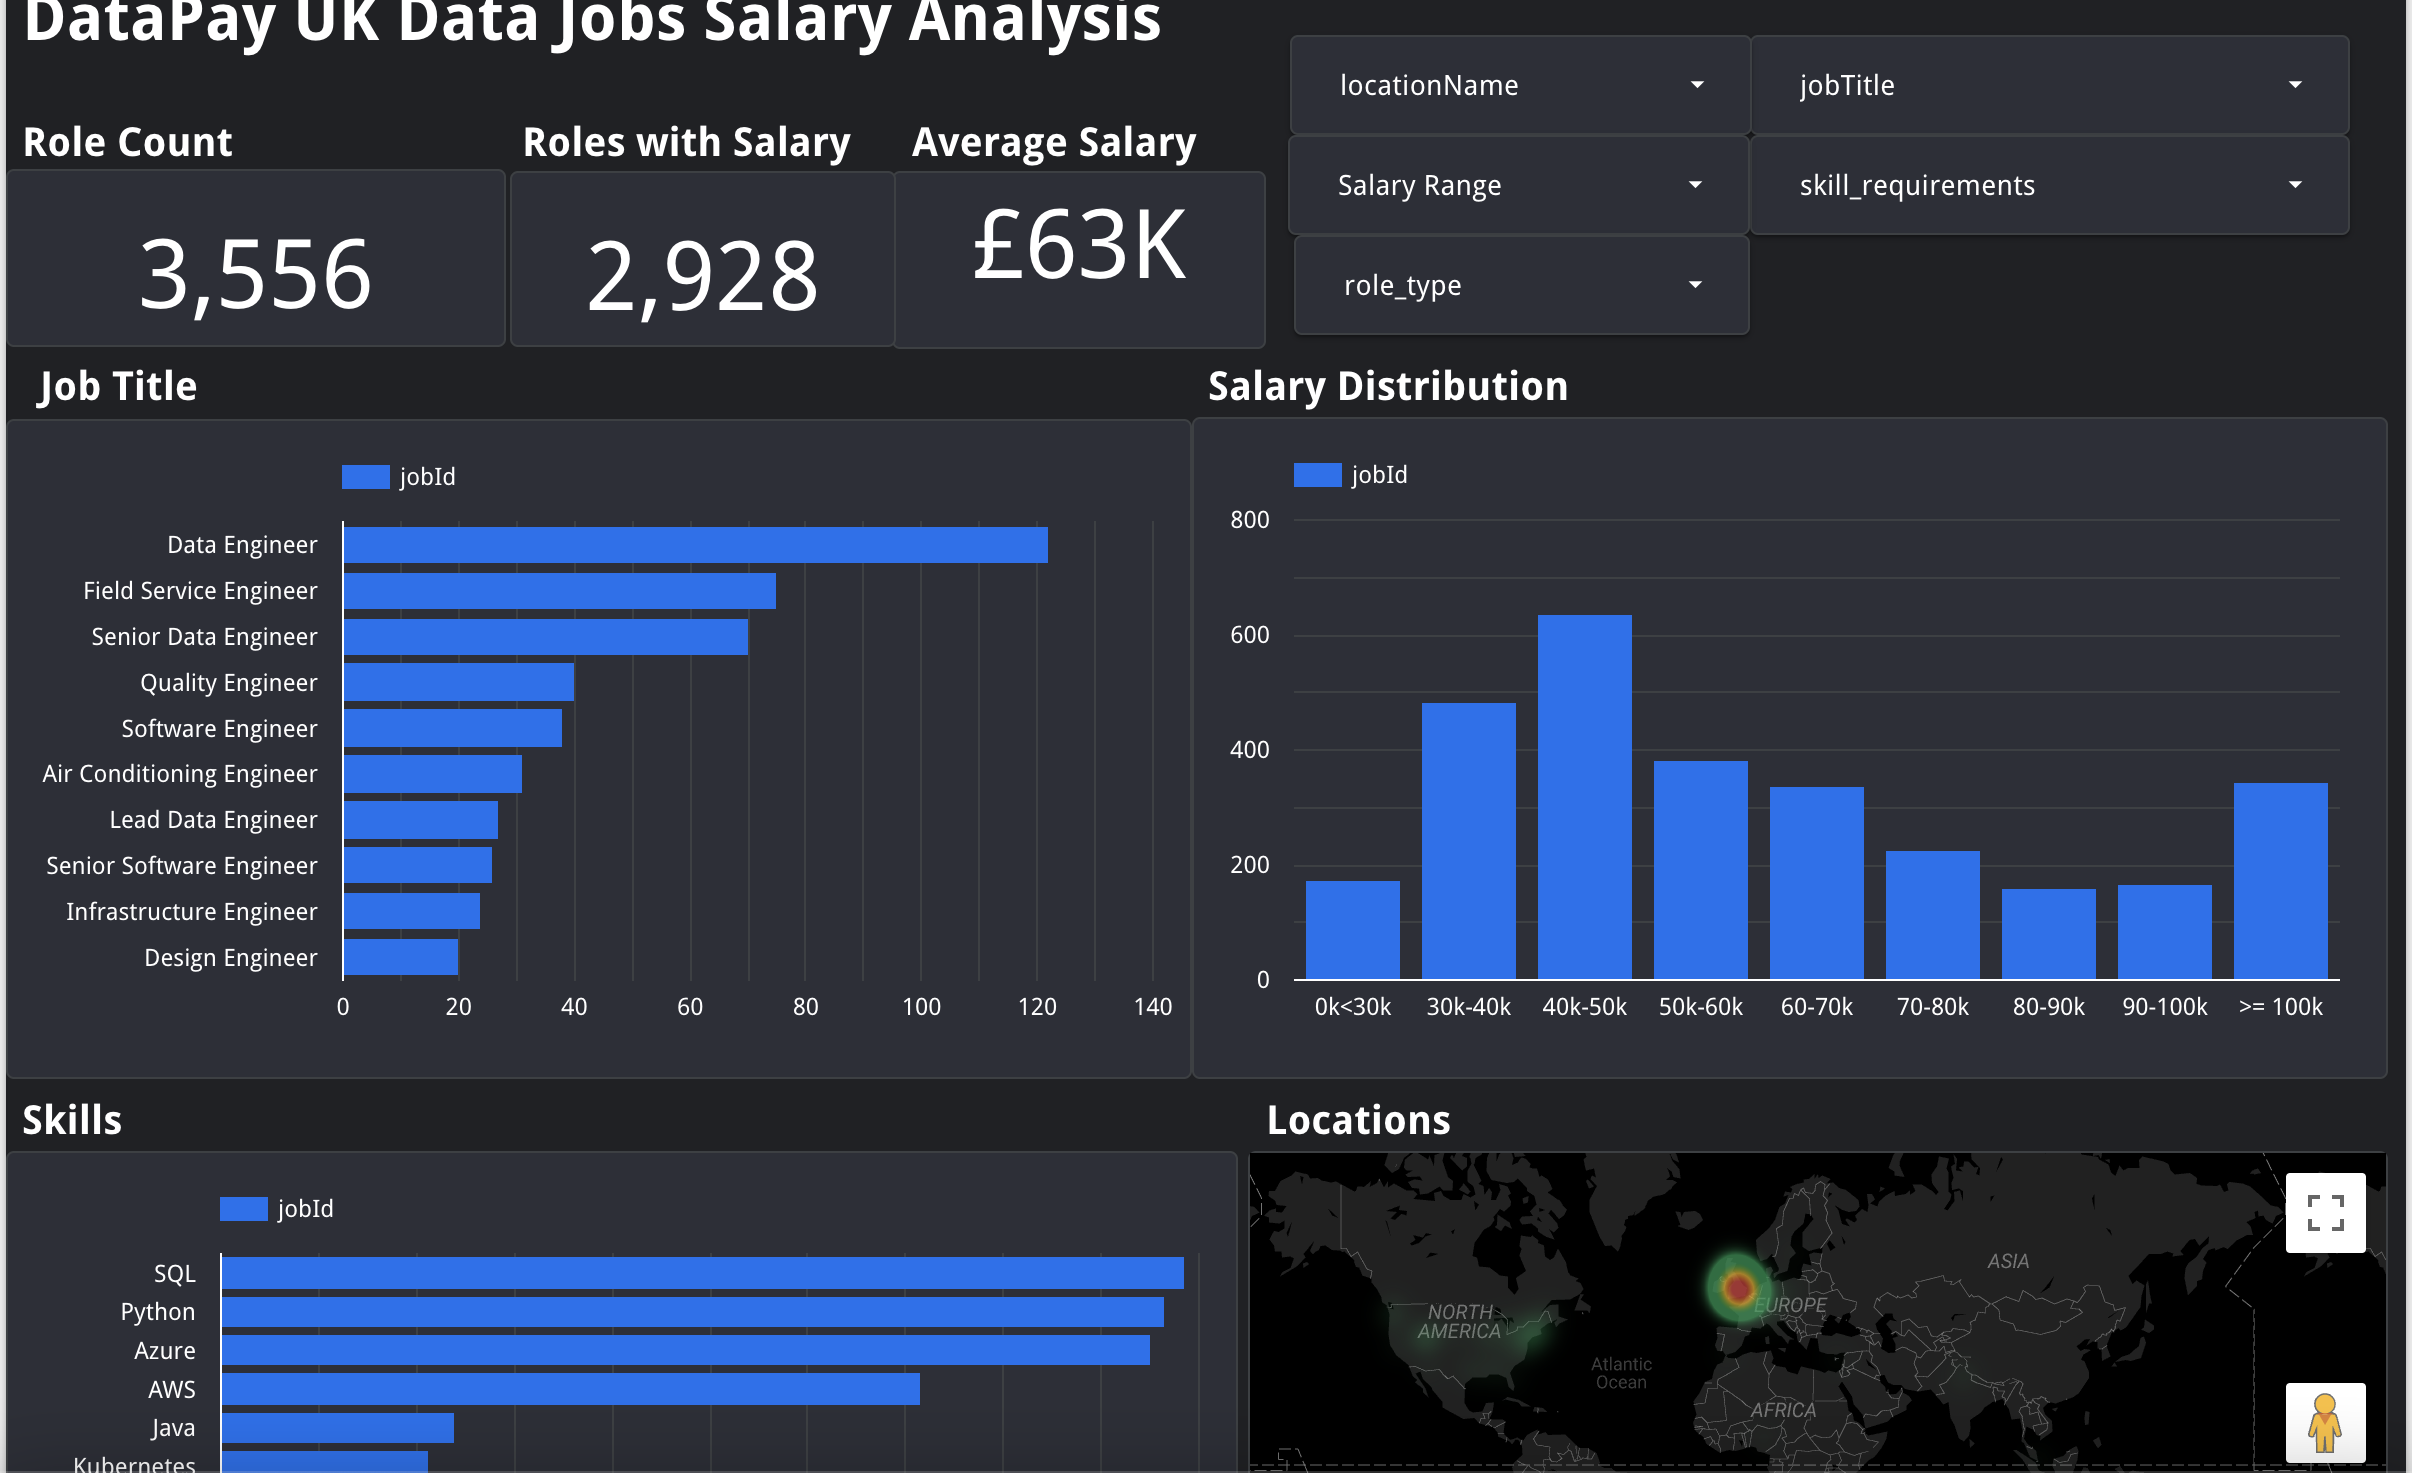 DataPay UK Data Jobs Salary Analysis
locationName
jobTitle
Role Count
Roles with Salary
Average Salary
Salary Range
skill_requirements
3,556
2,928
£63K
role_type
Job Title
Salary Distribution
jobId
Data Engineer
Field Service Engineer
Senior Data Engineer
Quality Engineer
Software Engineer
Air Conditioning Engineer
Lead Data Engineer
Senior Software Engineer
Infrastructure Engineer
Design Engineer
0 20 40 60 80 100 120 140
jobId
800
600
400
200
0
0k<30k 30k-40k 40k-50k 50k-60k 60-70k 70-80k 80-90k 90-100k >= 100k
Skills
Locations
jobId
SQL
Python
Azure
AWS
Java
Kubernetes
ASIA
EUROPE
NORTH
AMERICA
Atlantic
Ocean
AFRICA